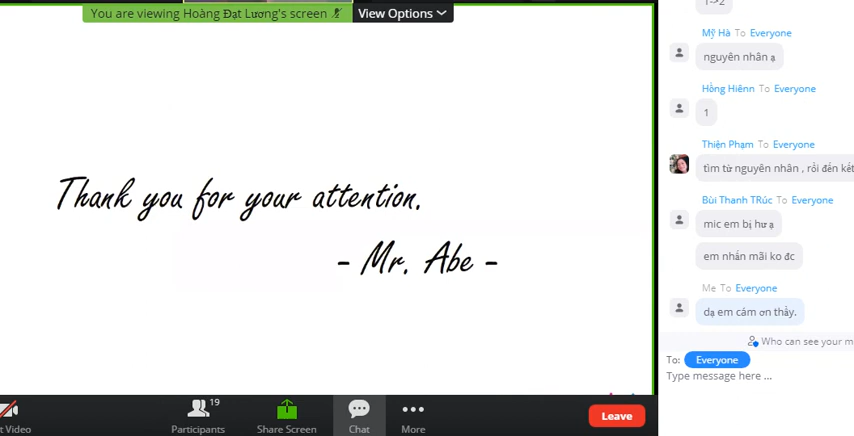 You are viewing Hoàng Đạt Lương's screen
View Options
Thank you for your attention.
- Mr. Abe -
Video
19
Participants
Share Screen
Chat
More
Leave
1->2
Mỹ Hà To Everyone
nguyên nhân ạ
Hồng Hiênn To Everyone
1
Thiện Phạm To Everyone
tìm từ nguyên nhân , rồi đến kết
Bùi Thanh TRúc To Everyone
mic em bị hư ạ
em nhấn mãi ko đc
Me To Everyone
dạ em cám ơn thầy.
Who can see your m
To: Everyone
Type message here ...